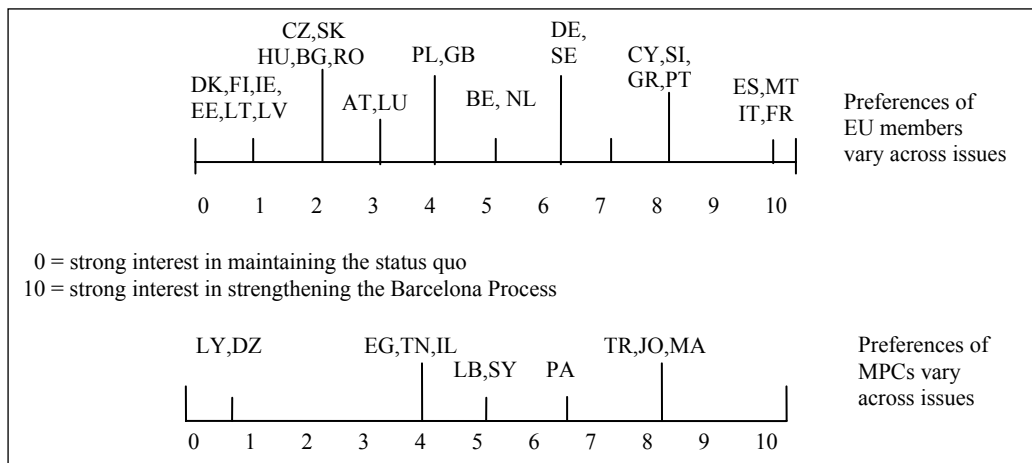 CZ,SK
HU,BG,RO
DE,
SE
PL,GB
CY,SI,
GR,PT
DK,FI,IE,
EE,LT,LV
AT,LU
BE, NL
ES,MT
IT,FR
Preferences of
EU members
vary across issues
0 1 2 3 4 5 6 7 8 9 10
0 = strong interest in maintaining the status quo
10 = strong interest in strengthening the Barcelona Process
LY,DZ
EG,TN,IL
LB,SY
PA
TR,JO,MA
Preferences of
MPCs vary
across issues
0 1 2 3 4 5 6 7 8 9 10